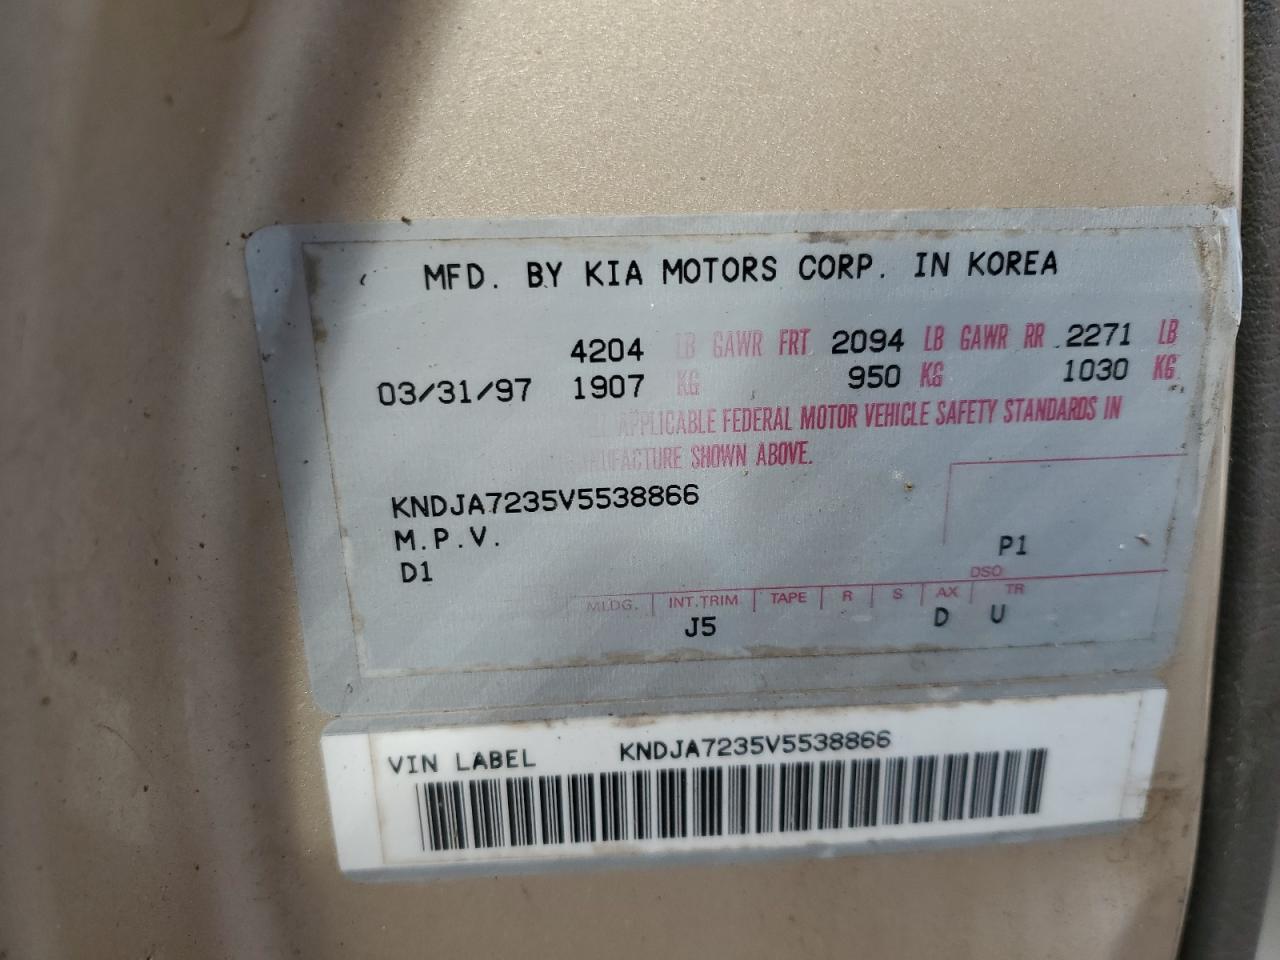 MFD. BY KIA MOTORS CORP. IN KOREA
4204 LB GAWR FRT 2094 LB GAWR RR 2271 LB
03/31/97 1907 KG 950 KG 1030 KG
APPLICABLE FEDERAL MOTOR VEHICLE SAFETY STANDARDS IN
SHOWN ABOVE.
KNDJA7235V5538866
M.P.V.
D1
P1
DSO
MLDG. INT.TRIM TAPE R S AX TR
J5 D U
VIN LABEL KNDJA7235V5538866